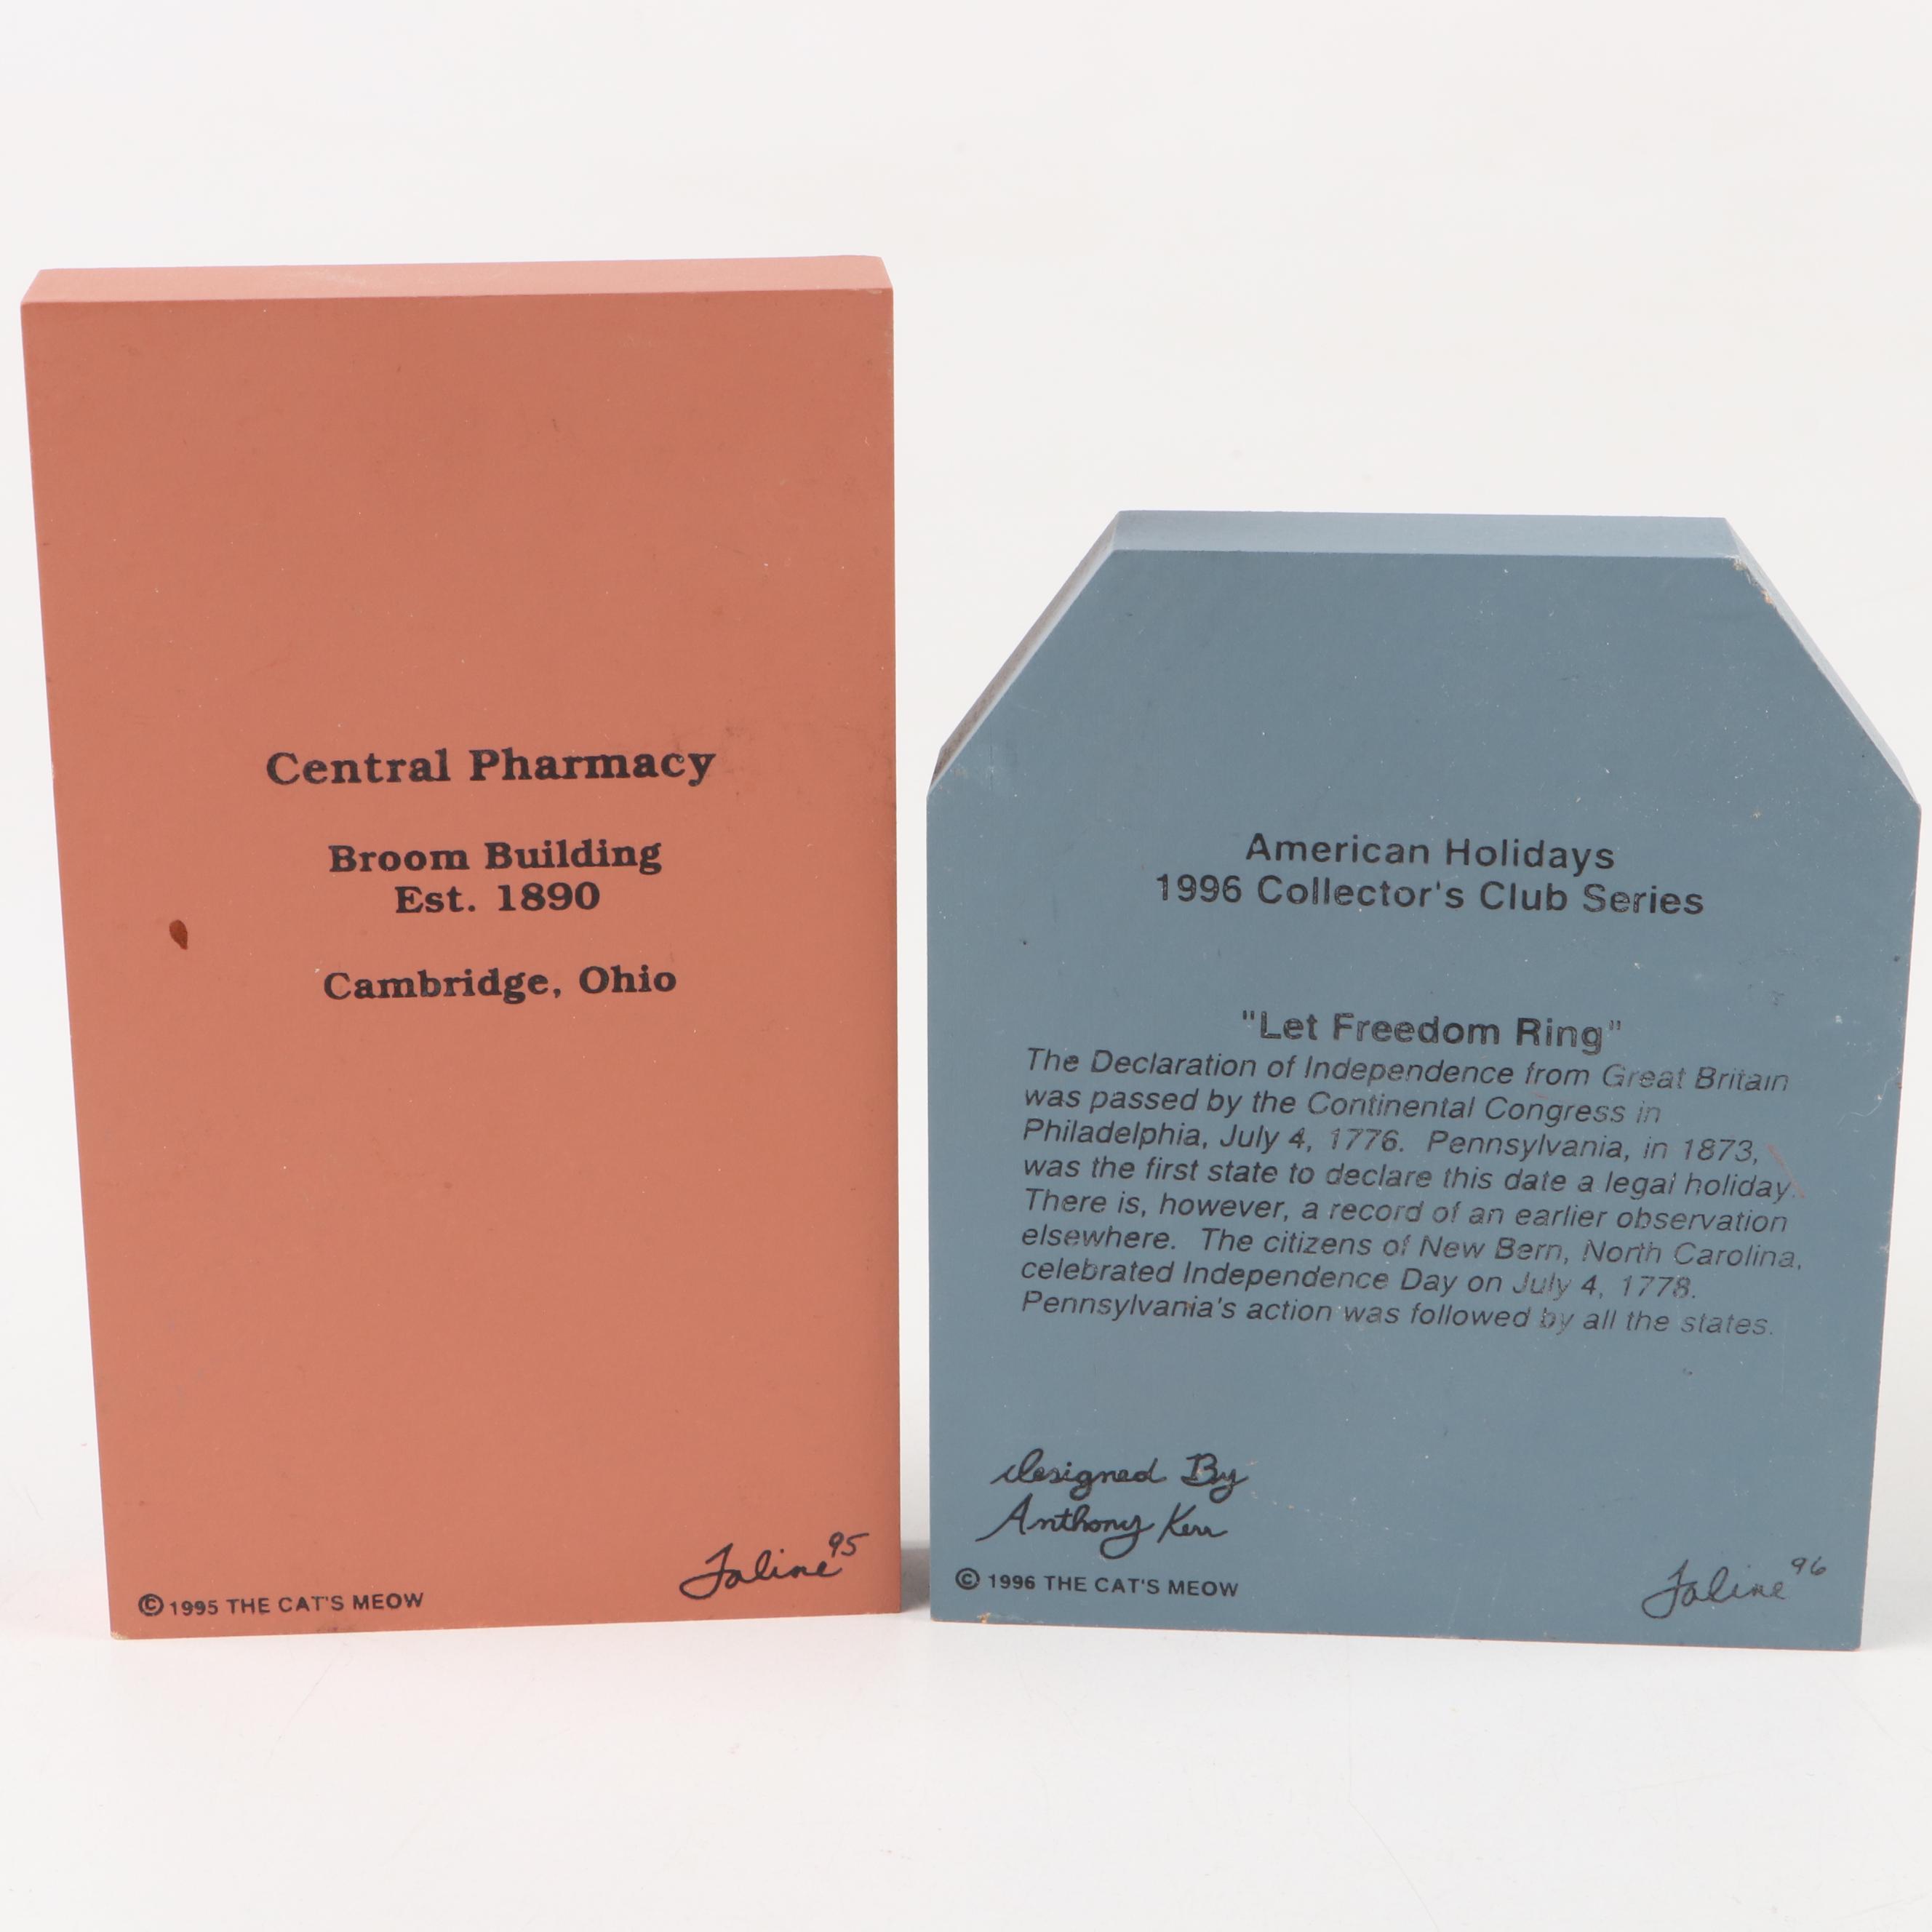 Central Pharmacy
Broom Building
Est. 1890
Cambridge, Ohio
© 1995 THE CAT'S MEOW
Faline 95
American Holidays
1996 Collector's Club Series
"Let Freedom Ring"
The Declaration of Independence from Great Britain
was passed by the Continental Congress in
Philadelphia, July 4, 1776. Pennsylvania, in 1873,
was the first state to declare this date a legal holiday.
There is, however, a record of an earlier observation
elsewhere. The citizens of New Bern, North Carolina,
celebrated Independence Day on July 4, 1778.
Pennsylvania's action was followed by all the states.
Designed By
Anthony Kerr
© 1996 THE CAT'S MEOW
Faline 96